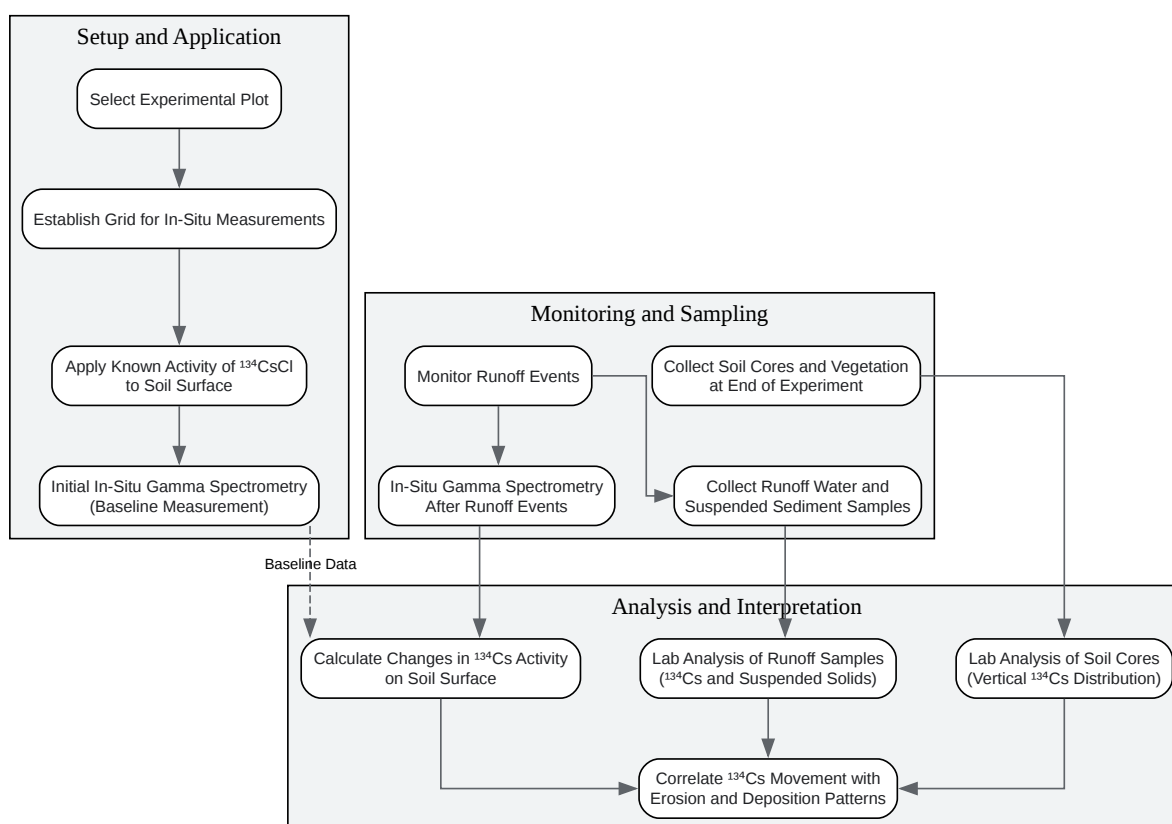 Setup and Application
Select Experimental Plot
Establish Grid for In-Situ Measurements
Apply Known Activity of ¹³⁴CsCl
to Soil Surface
Initial In-Situ Gamma Spectrometry
(Baseline Measurement)
Baseline Data
Monitoring and Sampling
Monitor Runoff Events
Collect Soil Cores and Vegetation
at End of Experiment
In-Situ Gamma Spectrometry
After Runoff Events
Collect Runoff Water and
Suspended Sediment Samples
Analysis and Interpretation
Calculate Changes in ¹³⁴Cs Activity
on Soil Surface
Lab Analysis of Runoff Samples
(¹³⁴Cs and Suspended Solids)
Lab Analysis of Soil Cores
(Vertical ¹³⁴Cs Distribution)
Correlate ¹³⁴Cs Movement with
Erosion and Deposition Patterns